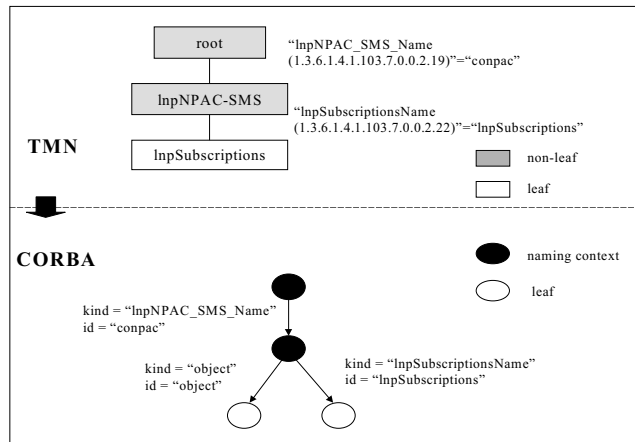 root
“lnpNPAC_SMS_Name
(1.3.6.1.4.1.103.7.0.0.2.19)”=“conpac”
lnpNPAC-SMS
“lnpSubscriptionsName
(1.3.6.1.4.1.103.7.0.0.2.22)”=“lnpSubscriptions”
TMN
lnpSubscriptions
non-leaf
leaf
CORBA
naming context
leaf
kind = “lnpNPAC_SMS_Name”
id = “conpac”
kind = “object”
id = “object”
kind = “lnpSubscriptionsName”
id = “lnpSubscriptions”